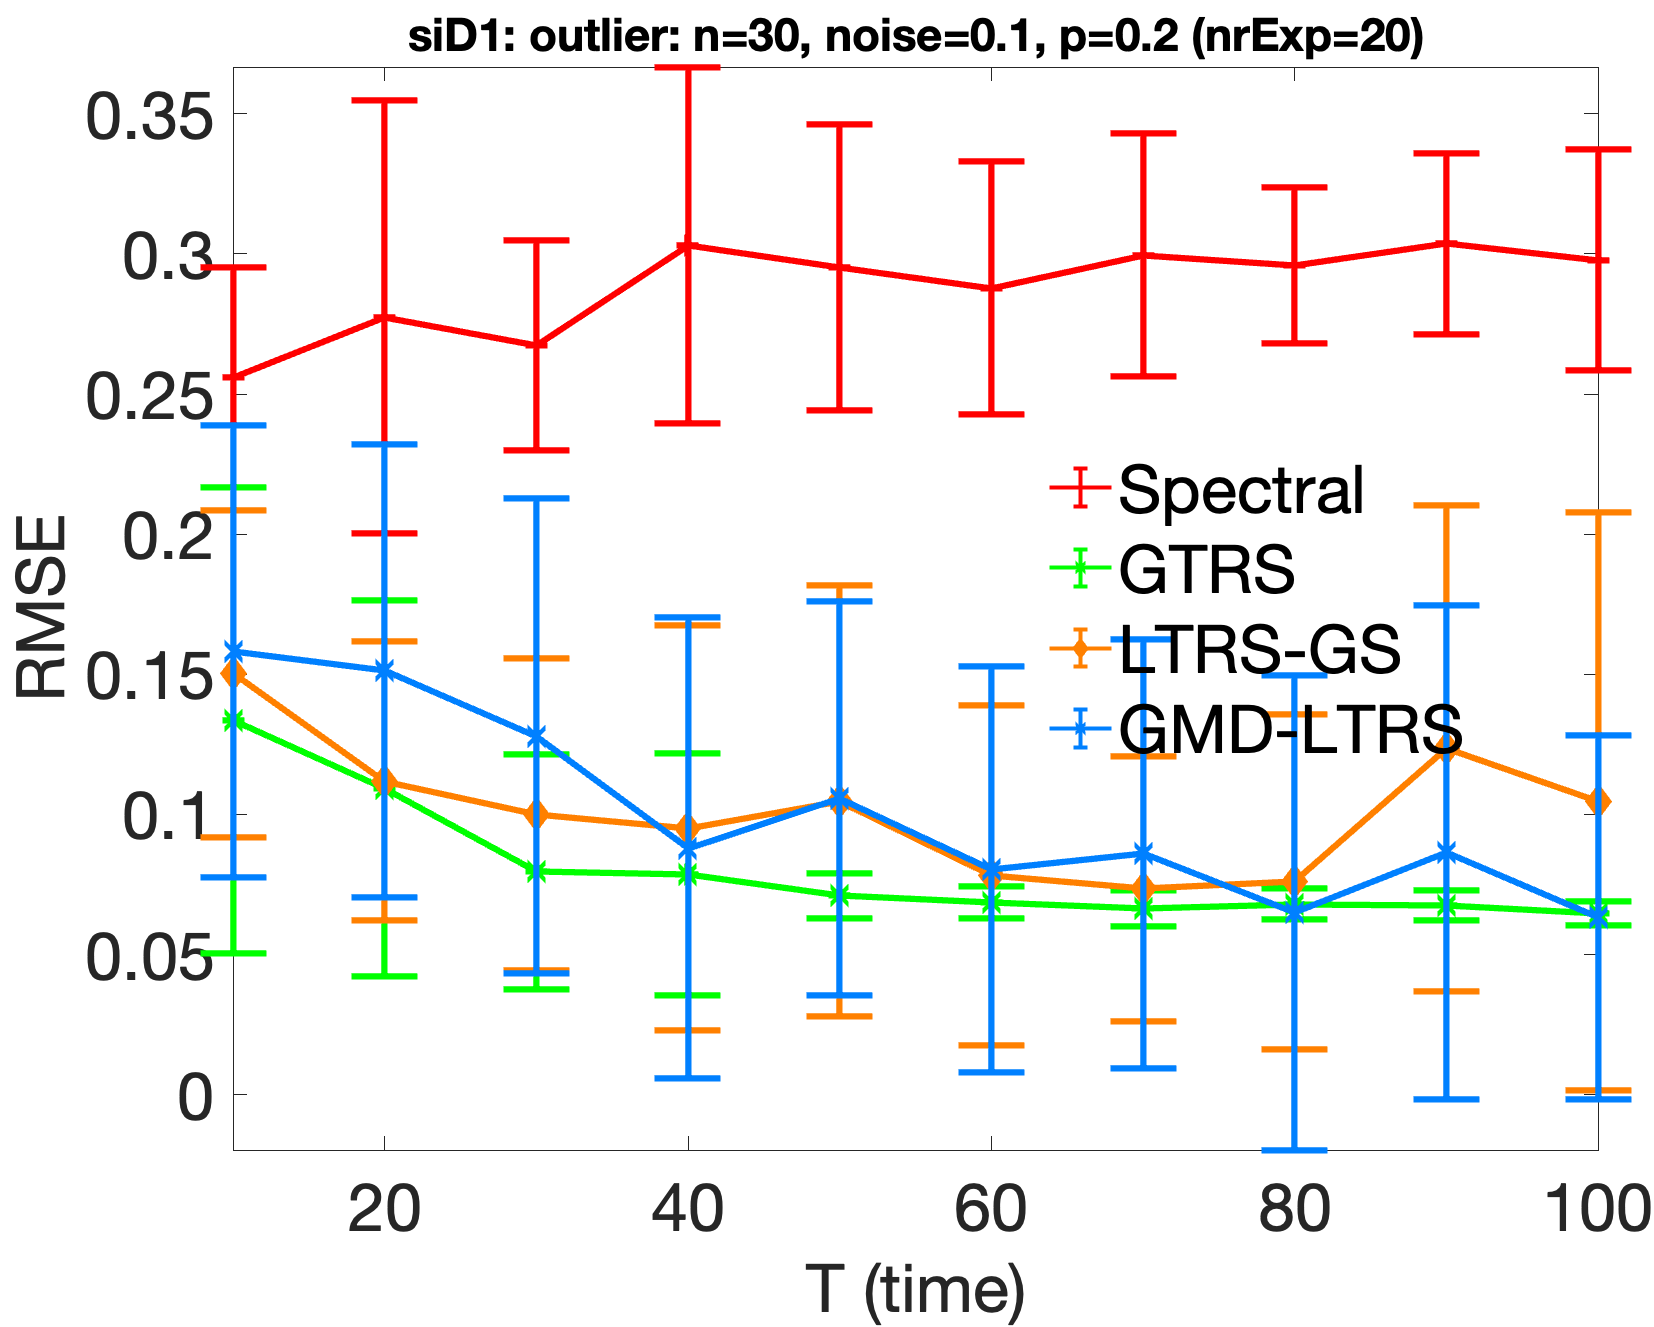 siD1: outlier: n=30, noise=0.1, p=0.2 (nrExp=20)
0.35
0.3
0.25
0.2
0.15
0.1
0.05
0
RMSE
Spectral
GTRS
LTRS-GS
GMD-LTRS
20
40
60
80
100
T (time)